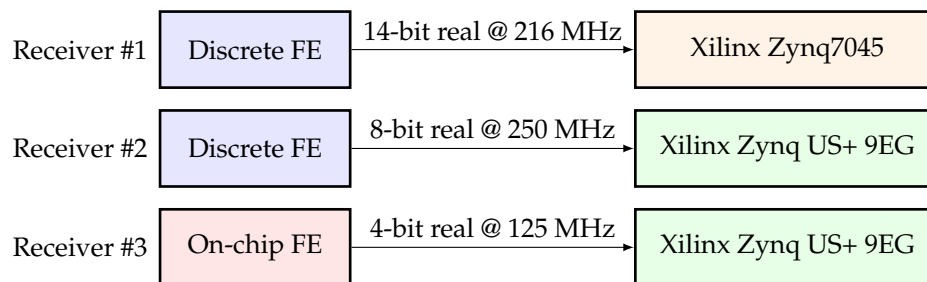 Receiver #1 Discrete FE 14-bit real @ 216 MHz Xilinx Zynq7045
Receiver #2 Discrete FE 8-bit real @ 250 MHz Xilinx Zynq US+ 9EG
Receiver #3 On-chip FE 4-bit real @ 125 MHz Xilinx Zynq US+ 9EG